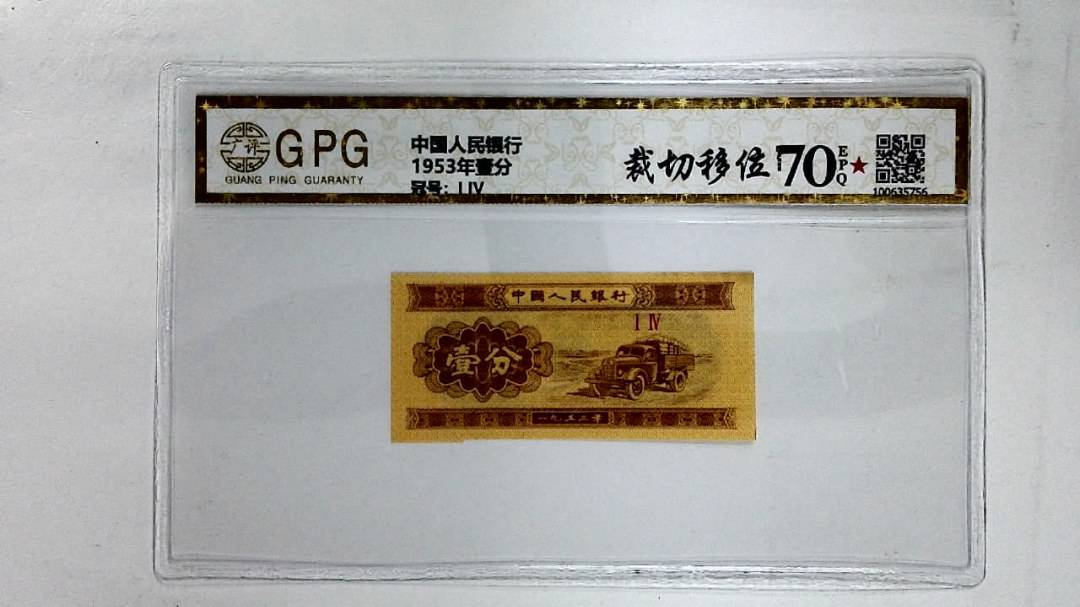 广评
GPG
GUANG PING GUARANTY
中国人民银行
1953年壹分
冠号: I IV
裁切移位
70
EPQ
100635756
中國人民銀行
I IV
壹分
一九五三年